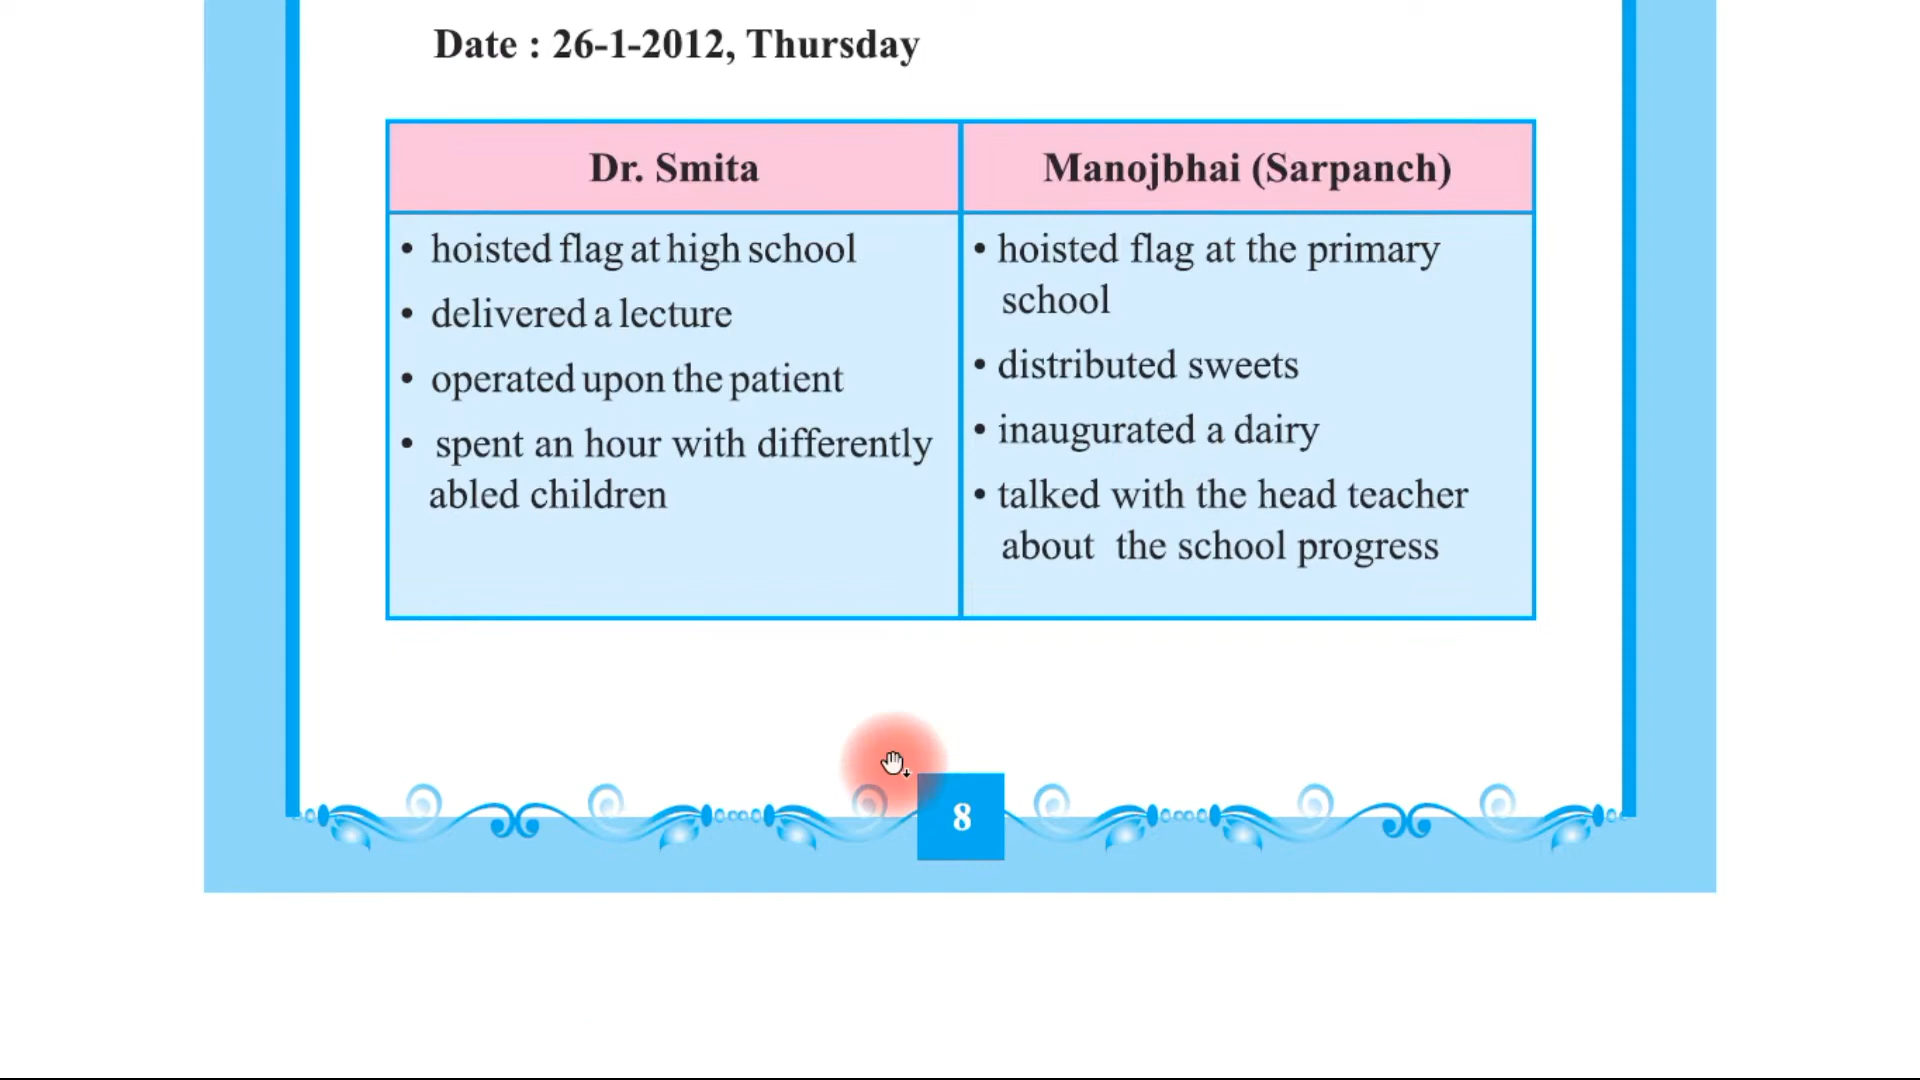 Date : 26-1-2012, Thursday
Dr. Smita
• hoisted flag at high school
• delivered a lecture
• operated upon the patient
• spent an hour with differently
abled children
Manojbhai (Sarpanch)
• hoisted flag at the primary
school
• distributed sweets
• inaugurated a dairy
• talked with the head teacher
about the school progress
8